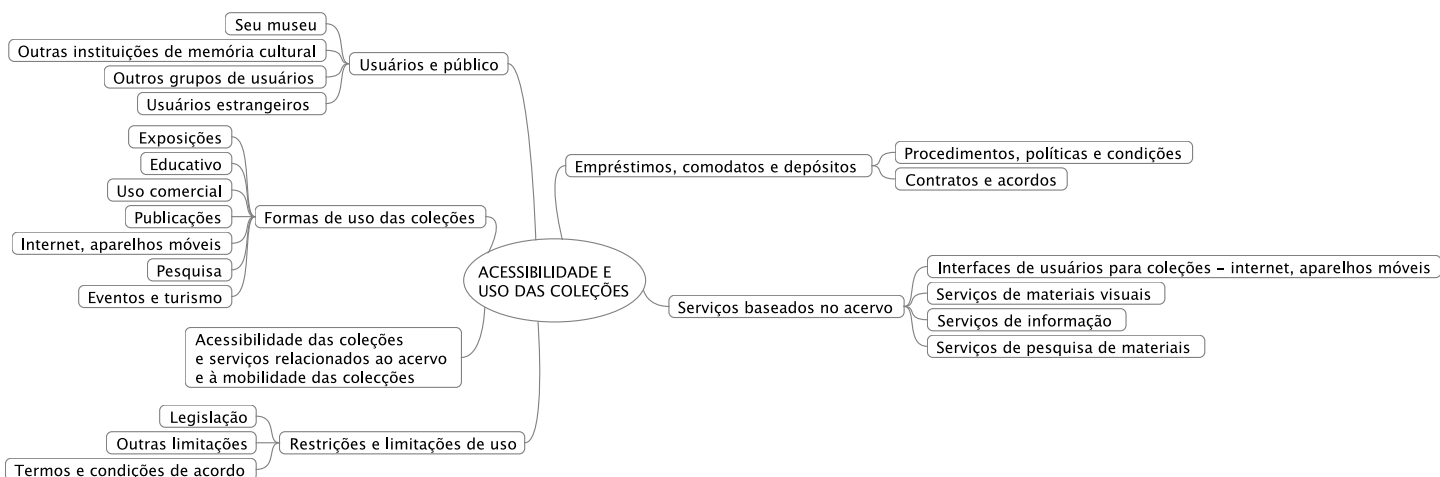 Seu museu
Outras instituições de memória cultural
Outros grupos de usuários
Usuários estrangeiros
Usuários e público
Exposições
Educativo
Uso comercial
Publicações
Internet, aparelhos móveis
Pesquisa
Eventos e turismo
Formas de uso das coleções
Acessibilidade das coleções
e serviços relacionados ao acervo
e à mobilidade das colecções
Legislação
Outras limitações
Termos e condições de acordo
Restrições e limitações de uso
ACESSIBILIDADE E
USO DAS COLEÇÕES
Empréstimos, comodatos e depósitos
Procedimentos, políticas e condições
Contratos e acordos
Serviços baseados no acervo
Interfaces de usuários para coleções – internet, aparelhos móveis
Serviços de materiais visuais
Serviços de informação
Serviços de pesquisa de materiais